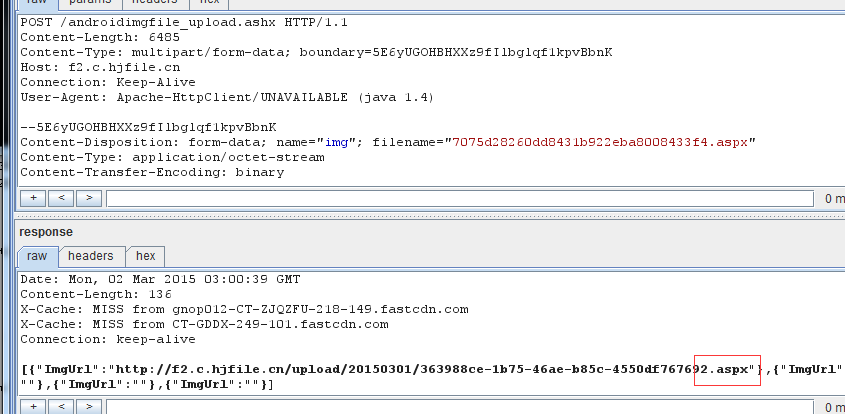 raw params headers hex
POST /androidimgfile_upload.ashx HTTP/1.1
Content-Length: 6485
Content-Type: multipart/form-data; boundary=5E6yUGOHBHXXz9fIlbglqf1kpvBbnK
Host: f2.c.hjfile.cn
Connection: Keep-Alive
User-Agent: Apache-HttpClient/UNAVAILABLE (java 1.4)
--5E6yUGOHBHXXz9fIlbglqf1kpvBbnK
Content-Disposition: form-data; name="img"; filename="7075d28260dd8431b922eba8008433f4.aspx"
Content-Type: application/octet-stream
Content-Transfer-Encoding: binary
+ < > 0 m
response
raw headers hex
Date: Mon, 02 Mar 2015 03:00:39 GMT
Content-Length: 136
X-Cache: MISS from gnop012-CT-ZJQZFU-218-149.fastcdn.com
X-Cache: MISS from CT-GDDX-249-101.fastcdn.com
Connection: keep-alive
[{"ImgUrl":"http://f2.c.hjfile.cn/upload/20150301/363988ce-1b75-46ae-b85c-4550df767692.aspx"},{"ImgUrl"
""},{"ImgUrl":""},{"ImgUrl":""}]
+ < > 0 m